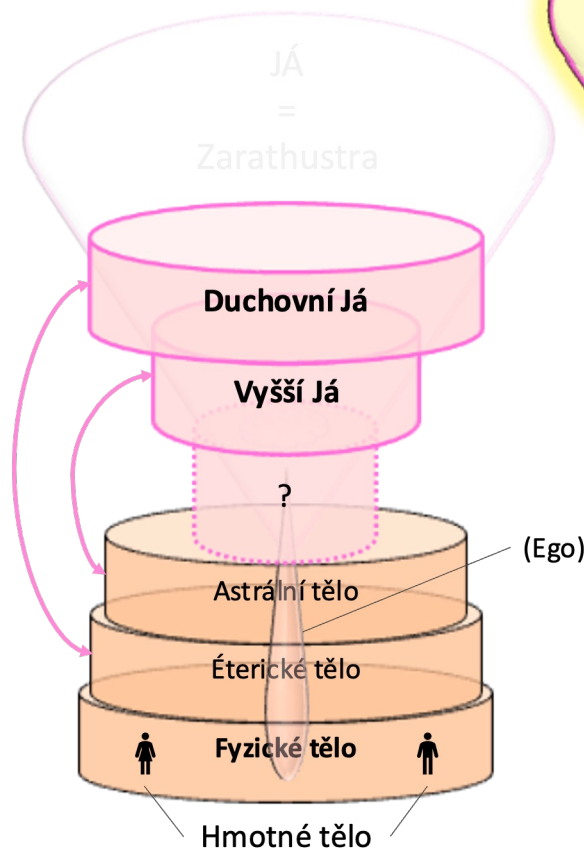 JÁ
=
Zarathustra
Duchovní Já
Vyšší Já
?
(Ego)
Astrální tělo
Éterické tělo
Fyzické tělo
Hmotné tělo